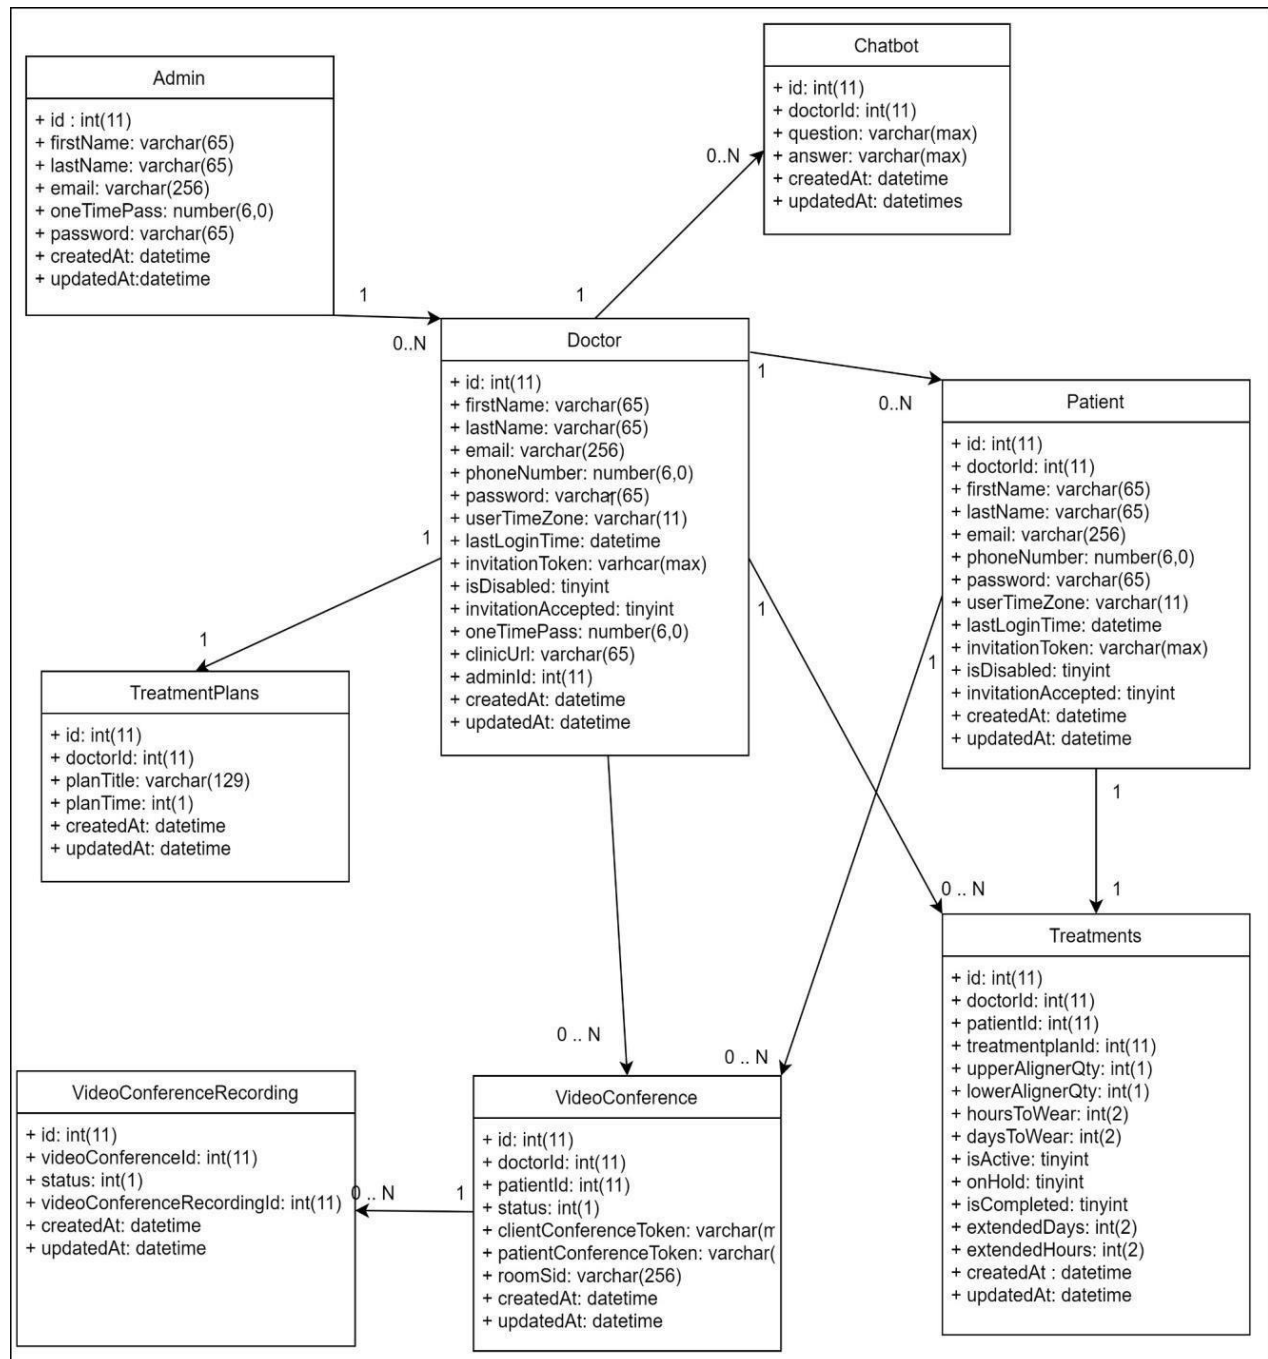 Admin
+ id : int(11)
+ firstName: varchar(65)
+ lastName: varchar(65)
+ email: varchar(256)
+ oneTimePass: number(6,0)
+ password: varchar(65)
+ createdAt: datetime
+ updatedAt:datetime
Chatbot
+ id: int(11)
+ doctorId: int(11)
+ question: varchar(max)
+ answer: varchar(max)
+ createdAt: datetime
+ updatedAt: datetimes
0..N
1
1
0..N
Doctor
+ id: int(11)
+ firstName: varchar(65)
+ lastName: varchar(65)
+ email: varchar(256)
+ phoneNumber: number(6,0)
+ password: varchar(65)
+ userTimeZone: varchar(11)
+ lastLoginTime: datetime
+ invitationToken: varhcar(max)
+ isDisabled: tinyint
+ invitationAccepted: tinyint
+ oneTimePass: number(6,0)
+ clinicUrl: varchar(65)
+ adminId: int(11)
+ createdAt: datetime
+ updatedAt: datetime
1
0..N
Patient
+ id: int(11)
+ doctorId: int(11)
+ firstName: varchar(65)
+ lastName: varchar(65)
+ email: varchar(256)
+ phoneNumber: number(6,0)
+ password: varchar(65)
+ userTimeZone: varchar(11)
+ lastLoginTime: datetime
+ invitationToken: varchar(max)
+ isDisabled: tinyint
+ invitationAccepted: tinyint
+ createdAt: datetime
+ updatedAt: datetime
1
1
TreatmentPlans
+ id: int(11)
+ doctorId: int(11)
+ planTitle: varchar(129)
+ planTime: int(1)
+ createdAt: datetime
+ updatedAt: datetime
1
1
1
1
0 .. N
Treatments
+ id: int(11)
+ doctorId: int(11)
+ patientId: int(11)
+ treatmentplanId: int(11)
+ upperAlignerQty: int(1)
+ lowerAlignerQty: int(1)
+ hoursToWear: int(2)
+ daysToWear: int(2)
+ isActive: tinyint
+ onHold: tinyint
+ isCompleted: tinyint
+ extendedDays: int(2)
+ extendedHours: int(2)
+ createdAt : datetime
+ updatedAt: datetime
0 .. N
0 .. N
VideoConferenceRecording
+ id: int(11)
+ videoConferenceId: int(11)
+ status: int(1)
+ videoConferenceRecordingId: int(11)
+ createdAt: datetime
+ updatedAt: datetime
0 .. N
1
VideoConference
+ id: int(11)
+ doctorId: int(11)
+ patientId: int(11)
+ status: int(1)
+ clientConferenceToken: varchar(m
+ patientConferenceToken: varchar(
+ roomSid: varchar(256)
+ createdAt: datetime
+ updatedAt: datetime